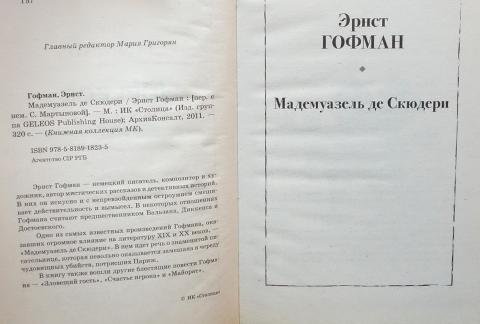 Главный редактор Мария Григорян
Гофман, Эрнст.
Мадемуазель де Скюдери / Эрнст Гофман : [пер. с
нем. С. Мартыновой]. — М. : ИК «Столица» (Изд. груп-
па GELEOS Publishing House); АрхивКонсалт, 2011. —
320 с. — (Книжная коллекция МК).
ISBN 978-5-8189-1823-5
Агентство CIP РГБ
Эрнст Гофман — немецкий писатель, композитор и ху-
дожник, автор мистических рассказов и детективных историй.
В них он искусно и с непревзойденным остроумием смеши-
вает действительность и вымысел. В некоторых отношениях
Гофмана считают предшественником Бальзака, Диккенса и
Достоевского.
Одно из самых известных произведений Гофмана, ока-
завших огромное влияние на литературу XIX и XX веков, —
«Мадемуазель де Скюдери». В нем идет речь о знаменитой пи-
сательнице, которая невольно оказывается замешана в череду
чудовищных убийств, потрясших Париж.
В книгу также вошли другие блестящие повести Гофма-
на — «Зловещий гость», «Счастье игрока» и «Майорат».
© ИК «Столица»
Эрнст
ГОФМАН
Мадемуазель де Скюдери